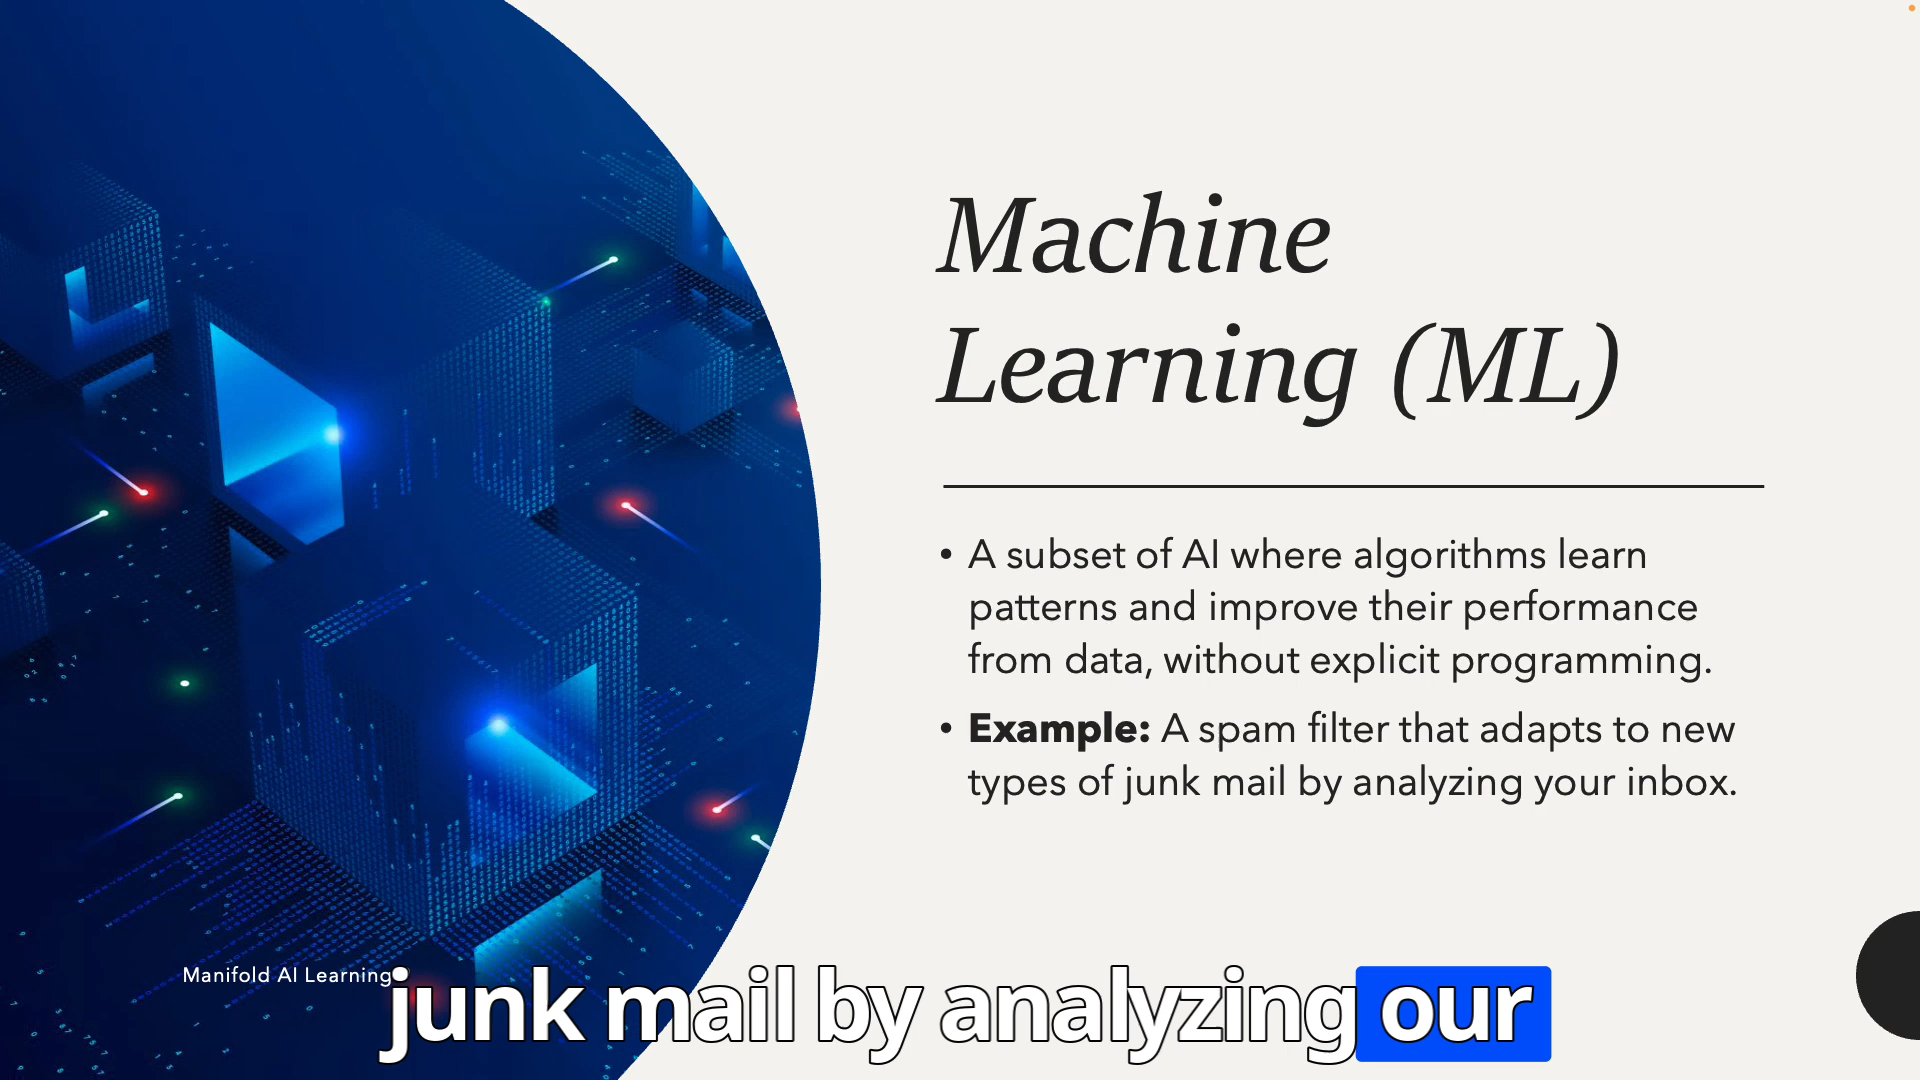 Machine
Learning (ML)
• A subset of AI where algorithms learn
patterns and improve their performance
from data, without explicit programming.
• Example: A spam filter that adapts to new
types of junk mail by analyzing your inbox.
Manifold AI Learning
junk mail by analyzing our